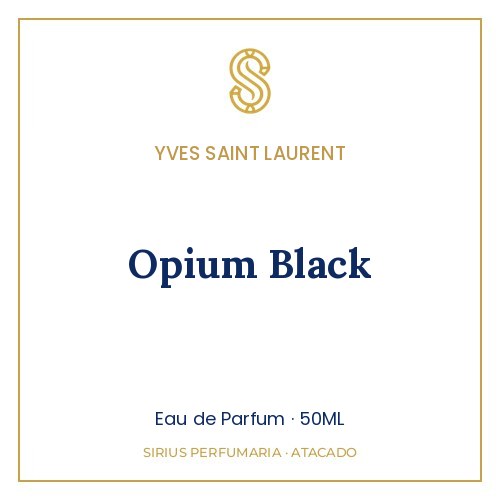 YVES SAINT LAURENT
Opium Black
Eau de Parfum · 50ML
SIRIUS PERFUMARIA · ATACADO